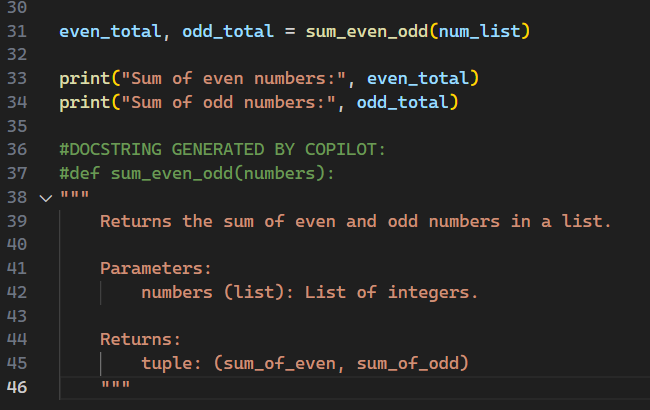 30
31 even_total, odd_total = sum_even_odd(num_list)
32
33 print("Sum of even numbers:", even_total)
34 print("Sum of odd numbers:", odd_total)
35
36 #DOCSTRING GENERATED BY COPILOT:
37 #def sum_even_odd(numbers):
38 """
39     Returns the sum of even and odd numbers in a list.
40
41     Parameters:
42         numbers (list): List of integers.
43
44     Returns:
45         tuple: (sum_of_even, sum_of_odd)
46     """